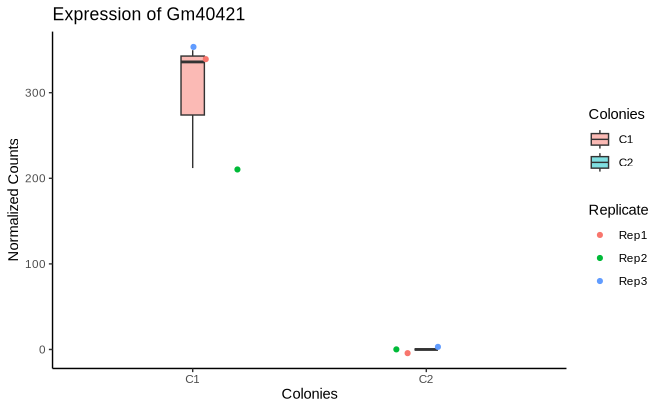 Expression of Gm40421
Normalized Counts
300
200
100
0
C1
C2
Colonies
Colonies
C1
C2
Replicate
Rep1
Rep2
Rep3